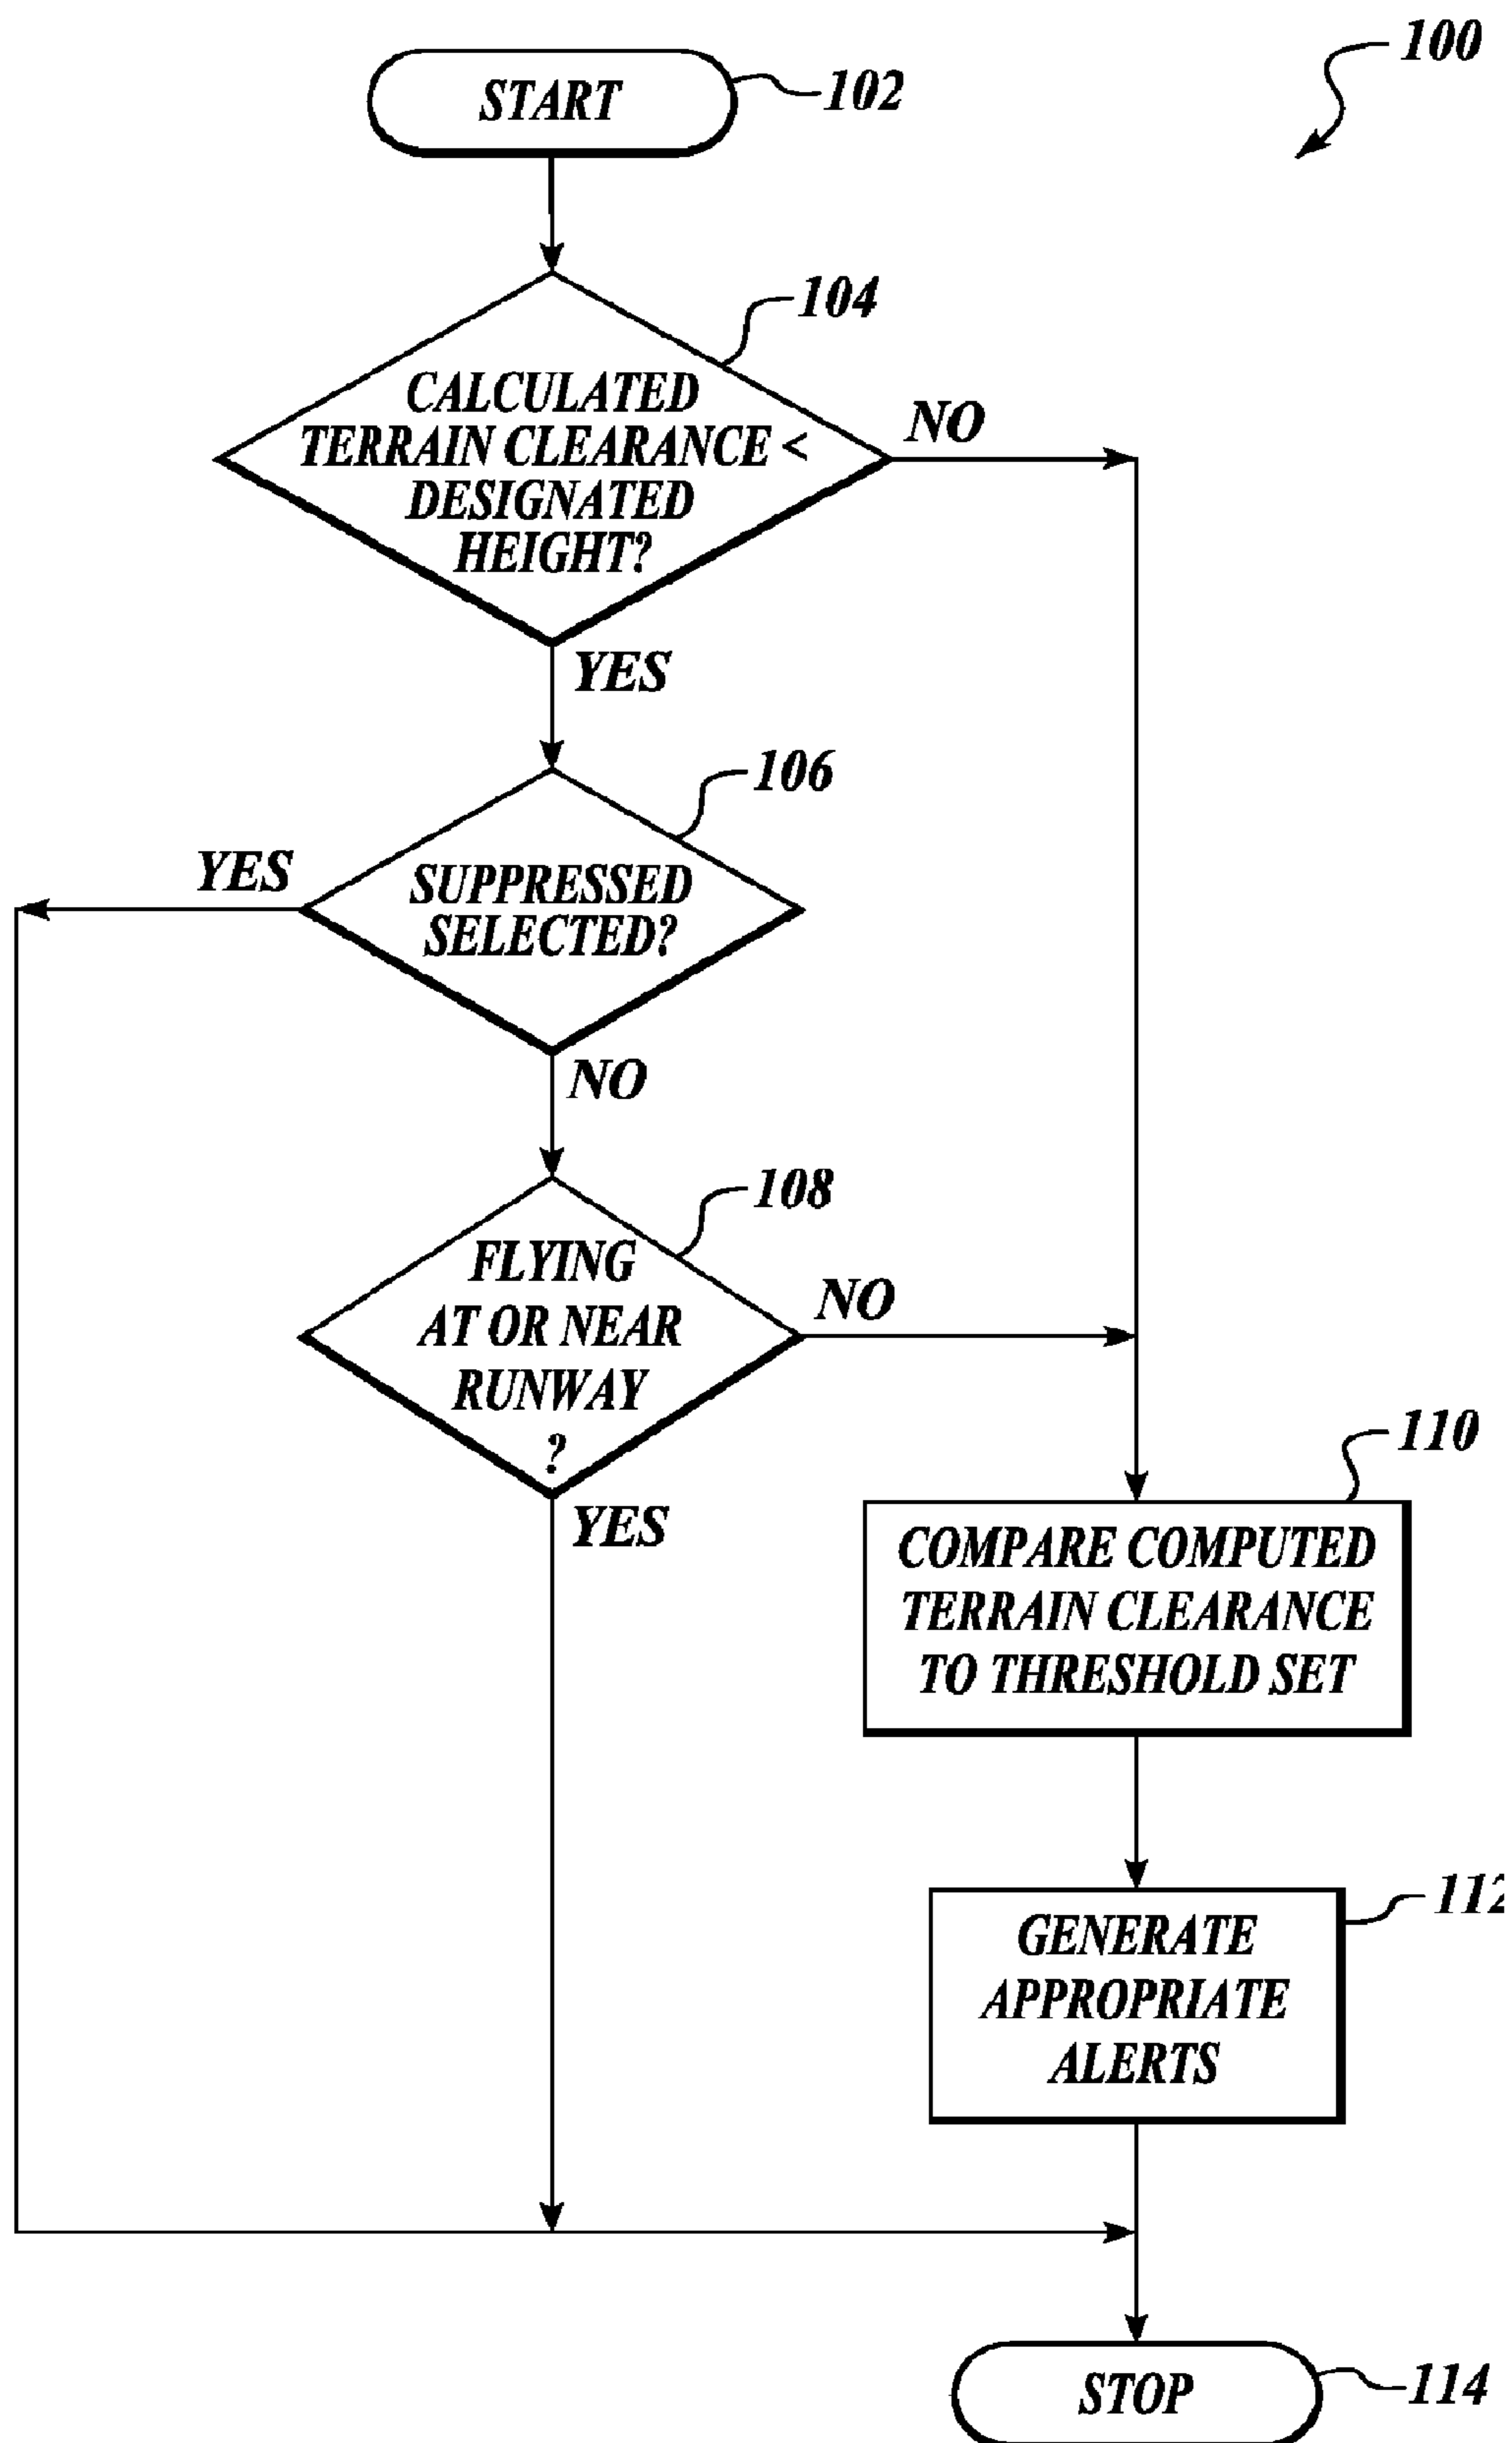 100
START
102
104
CALCULATED
TERRAIN CLEARANCE <
DESIGNATED
HEIGHT?
NO
YES
106
YES
SUPPRESSED
SELECTED?
NO
108
FLYING
AT OR NEAR
RUNWAY
?
NO
YES
110
COMPARE COMPUTED
TERRAIN CLEARANCE
TO THRESHOLD SET
112
GENERATE
APPROPRIATE
ALERTS
STOP
114